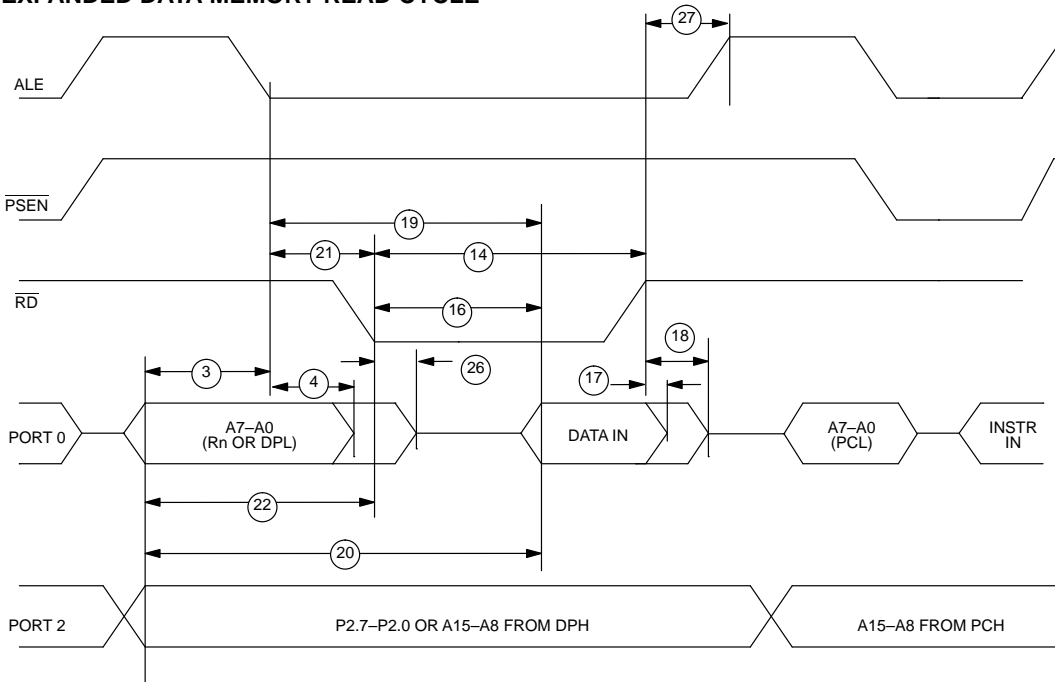 EXPANDED DATA MEMORY READ CYCLE
27
ALE
PSEN
19
21
14
RD
16
18
3
4
26
17
PORT 0
A7–A0
(Rn OR DPL)
DATA IN
A7–A0
(PCL)
INSTR
IN
22
20
PORT 2
P2.7–P2.0 OR A15–A8 FROM DPH
A15–A8 FROM PCH